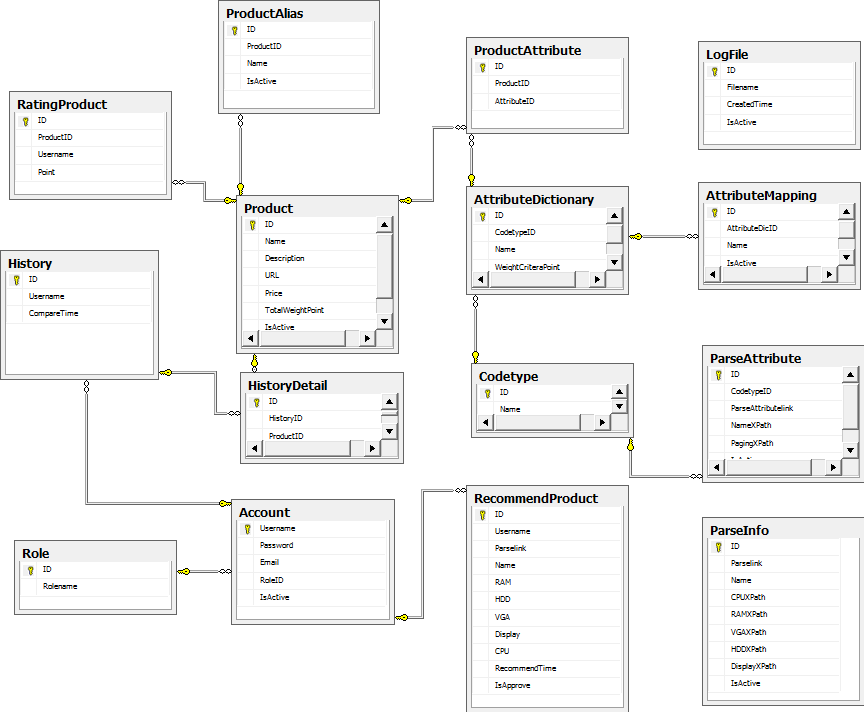 ProductAlias
ID
ProductID
Name
IsActive
ProductAttribute
ID
ProductID
AttributeID
LogFile
ID
Filename
CreatedTime
IsActive
RatingProduct
ID
ProductID
Username
Point
Product
ID
Name
Description
URL
Price
TotalWeightPoint
IsActive
AttributeDictionary
ID
CodetypeID
Name
WeightCriteraPoint
AttributeMapping
ID
AttributeDicID
Name
IsActive
History
ID
Username
CompareTime
HistoryDetail
ID
HistoryID
ProductID
Codetype
ID
Name
ParseAttribute
ID
CodetypeID
ParseAttributelink
NameXPath
PagingXPath
IsActive
Account
Username
Password
Email
RoleID
IsActive
Role
ID
Rolename
RecommendProduct
ID
Username
Parselink
Name
RAM
HDD
VGA
Display
CPU
RecommendTime
IsApprove
ParseInfo
ID
Parselink
Name
CPUXPath
RAMXPath
VGAXPath
HDDXPath
DisplayXPath
IsActive